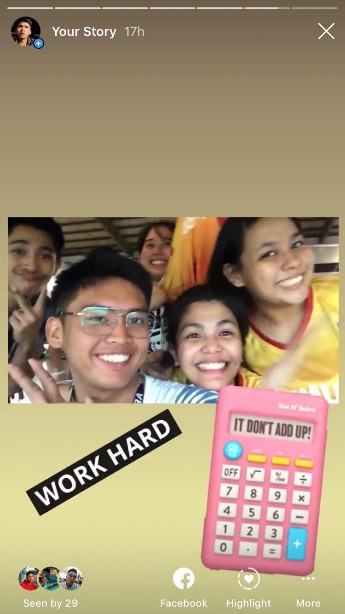 Your Story 17h
WORK HARD
See N' Solve
IT DON'T ADD UP!
OFF √ ÷
7 8 9 ×
4 5 6 −
1 2 3 +
0 . =
Seen by 29
Facebook
Highlight
More